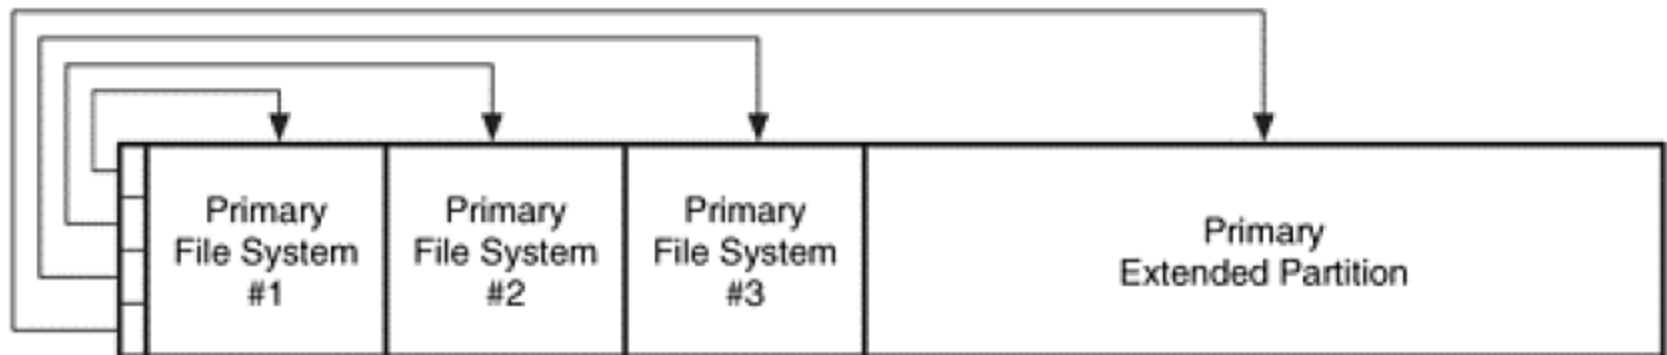 Primary
File System
#1
Primary
File System
#2
Primary
File System
#3
Primary
Extended Partition